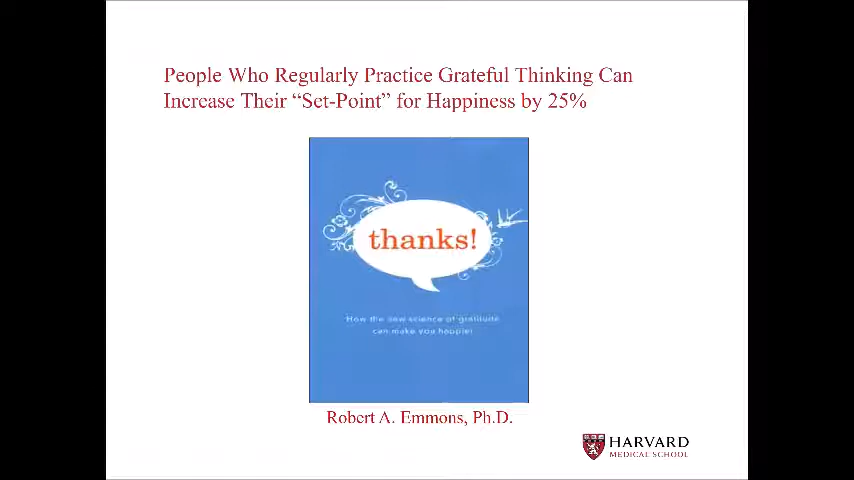 People Who Regularly Practice Grateful Thinking Can
Increase Their “Set-Point” for Happiness by 25%
thanks!
How the new science of gratitude
can make you happier
Robert A. Emmons, Ph.D.
HARVARD
MEDICAL SCHOOL